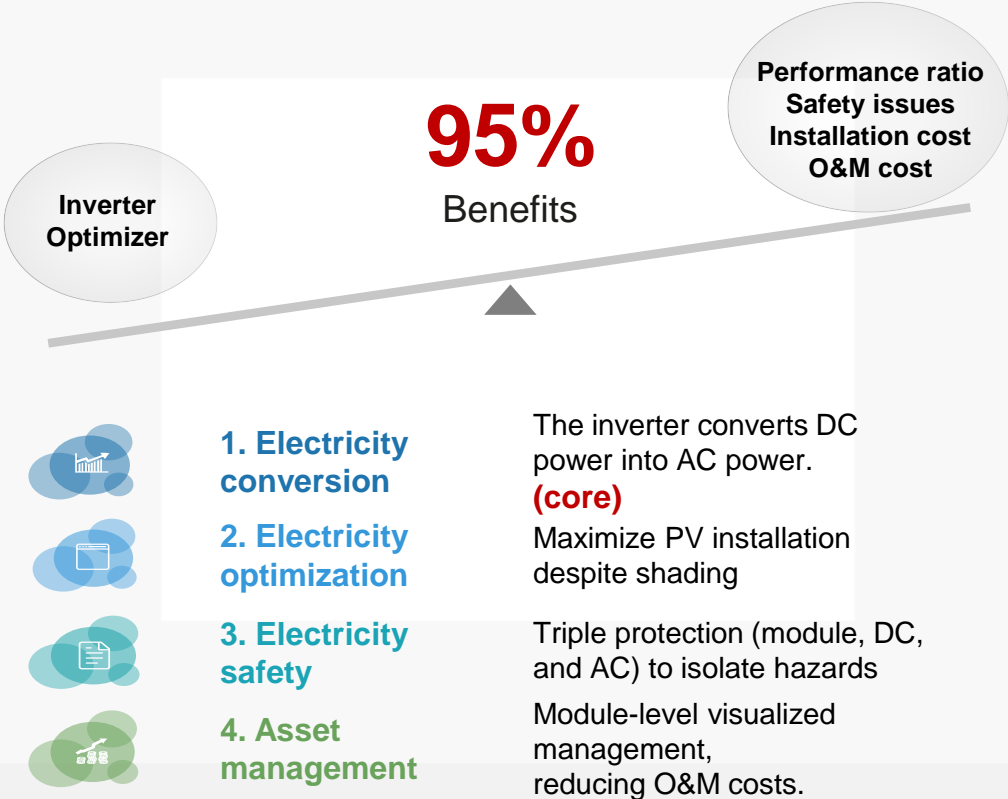 Performance ratio
Safety issues
Installation cost
O&M cost
95%
Benefits
Inverter
Optimizer
1. Electricity
conversion
The inverter converts DC
power into AC power.
(core)
2. Electricity
optimization
Maximize PV installation
despite shading
3. Electricity
safety
Triple protection (module, DC,
and AC) to isolate hazards
4. Asset
management
Module-level visualized
management,
reducing O&M costs.